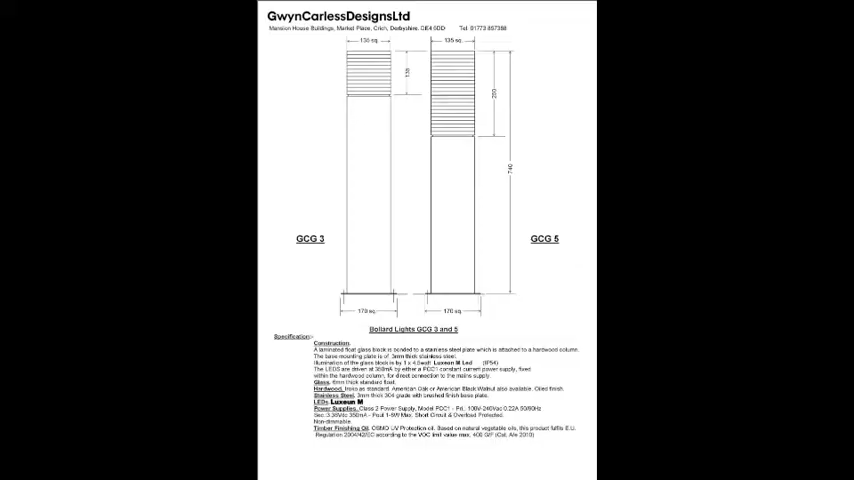 GwynCarlessDesignsLtd
Mansion House Buildings, Market Place, Crich, Derbyshire. DE4 5DD Tel. 01773 857358
135 sq. 135 sq.
138
260
740
GCG 3 GCG 5
170 sq. 170 sq.
Bollard Lights GCG 3 and 5
Specification:-
Construction.
A laminated float glass block is bonded to a stainless steel plate which is attached to a hardwood column.
The base mounting plate is of 3mm thick stainless steel.
Illumination of the glass block is by 1 x 4.5watt Luxeon M Led (IP54)
The LEDS are driven at 350mA by either a PCC1 constant current power supply, fixed
within the hardwood column, for direct connection to the mains supply.
Glass. 6mm thick standard float.
Hardwood. Iroko as standard. American Oak or American Black Walnut also available. Oiled finish.
Stainless Steel. 3mm thick 304 grade with brushed finish base plate.
LEDs. Luxeon M
Power Supplies. Class 2 Power Supply, Model PCC1 - Pri, 100V-240Vac 0.22A 50/60Hz
Sec. 3.36Vdc 350mA - Pout 1-5W Max. Short Circuit & Overload Protected.
Non-dimmable
Timber Finishing Oil. OSMO UV Protection oil. Based on natural vegetable oils, this product fulfils E.U.
Regulation 2004/42/EC according to the VOC limit value max. 400 G/F (Cat. A/e 2010)